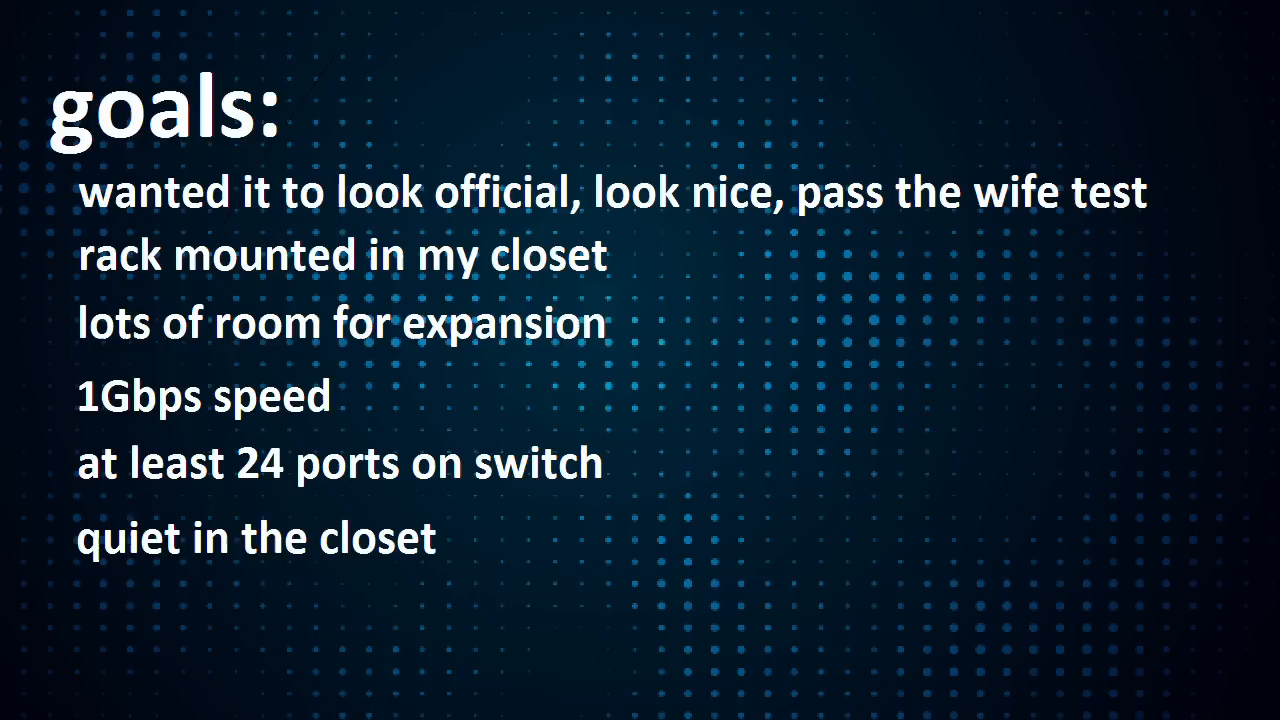 goals:
wanted it to look official, look nice, pass the wife test
rack mounted in my closet
lots of room for expansion
1Gbps speed
at least 24 ports on switch
quiet in the closet